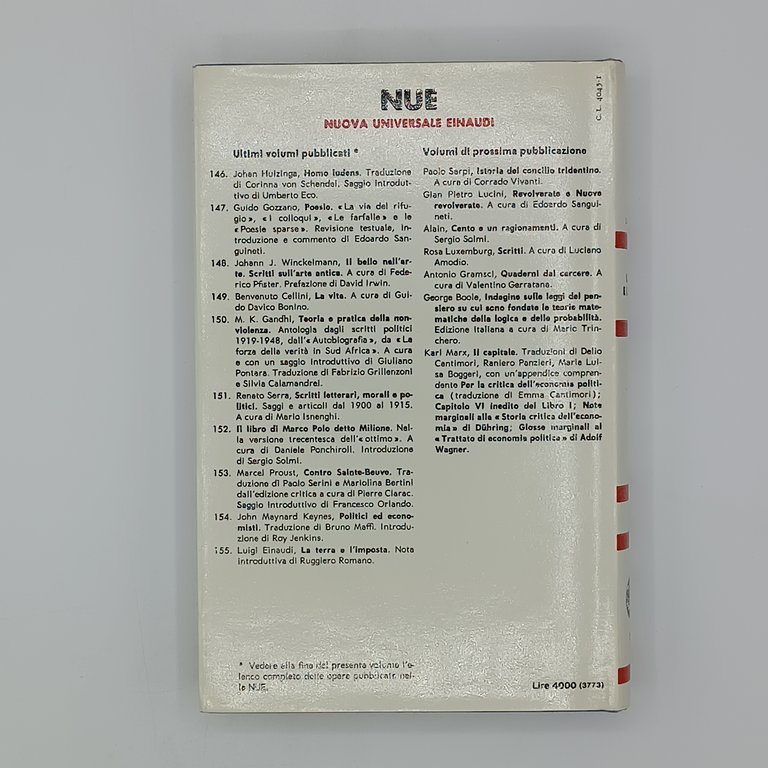 NUE
NUOVA UNIVERSALE EINAUDI
C. L. 4045-1
Ultimi volumi pubblicati *
146. Johan Huizinga, Homo ludens. Traduzione
di Corinna von Schendel. Saggio introdut-
tivo di Umberto Eco.
147. Guido Gozzano, Poesie. «La via del rifu-
gio», «I colloqui», «Le farfalle» e le
«Poesie sparse». Revisione testuale, in-
troduzione e commento di Edoardo San-
guineti.
148. Johann J. Winckelmann, Il bello nell'ar-
te. Scritti sull'arte antica. A cura di Fede-
rico Pfister. Prefazione di David Irwin.
149. Benvenuto Cellini, La vita. A cura di Gui-
do Davico Bonino.
150. M. K. Gandhi, Teoria e pratica della non-
violenza. Antologia dagli scritti politici
1919-1948, dall'«Autobiografia», da «La
forza della verità in Sud Africa». A cura
e con un saggio introduttivo di Giuliano
Pontara. Traduzione di Fabrizio Grillenzoni
e Silvia Calamandrei.
151. Renato Serra, Scritti letterari, morali e po-
litici. Saggi e articoli dal 1900 al 1915.
A cura di Mario Isnenghi.
152. Il libro di Marco Polo detto Milione. Nel-
la versione trecentesca dell'«ottimo». A
cura di Daniele Ponchiroli. Introduzione
di Sergio Solmi.
153. Marcel Proust, Contro Sainte-Beuve. Tra-
duzione di Paolo Serini e Mariolina Bertini
dall'edizione critica a cura di Pierre Clarac.
Saggio introduttivo di Francesco Orlando.
154. John Maynard Keynes, Politici ed econo-
misti. Traduzione di Bruno Maffi. Introdu-
zione di Roy Jenkins.
155. Luigi Einaudi, La terra e l'imposta. Nota
introduttiva di Ruggiero Romano.
* Vedere alla fine del presente volume l'e-
lenco completo delle opere pubblicate nel-
la NUE.
Volumi di prossima pubblicazione
Paolo Sarpi, Istoria del concilio tridentino.
A cura di Corrado Vivanti.
Gian Pietro Lucini, Revolverate e Nuove
revolverate. A cura di Edoardo Sangui-
neti.
Alain, Cento e un ragionamenti. A cura di
Sergio Solmi.
Rosa Luxemburg, Scritti. A cura di Luciano
Amodio.
Antonio Gramsci, Quaderni dal carcere. A
cura di Valentino Gerratana.
George Boole, Indagine sulle leggi del pen-
siero su cui sono fondate le teorie mate-
matiche della logica e della probabilità.
Edizione italiana a cura di Mario Trin-
chero.
Karl Marx, Il capitale. Traduzioni di Delio
Cantimori, Raniero Panzieri, Maria Lui-
sa Boggeri, con un'appendice compren-
dente Per la critica dell'economia politi-
ca (traduzione di Emma Cantimori);
Capitolo VI inedito del Libro I; Note
marginali alla «Storia critica dell'econo-
mia» di Dühring; Glosse marginali al
«Trattato di economia politica» di Adolf
Wagner.
Lire 4000 (3773)